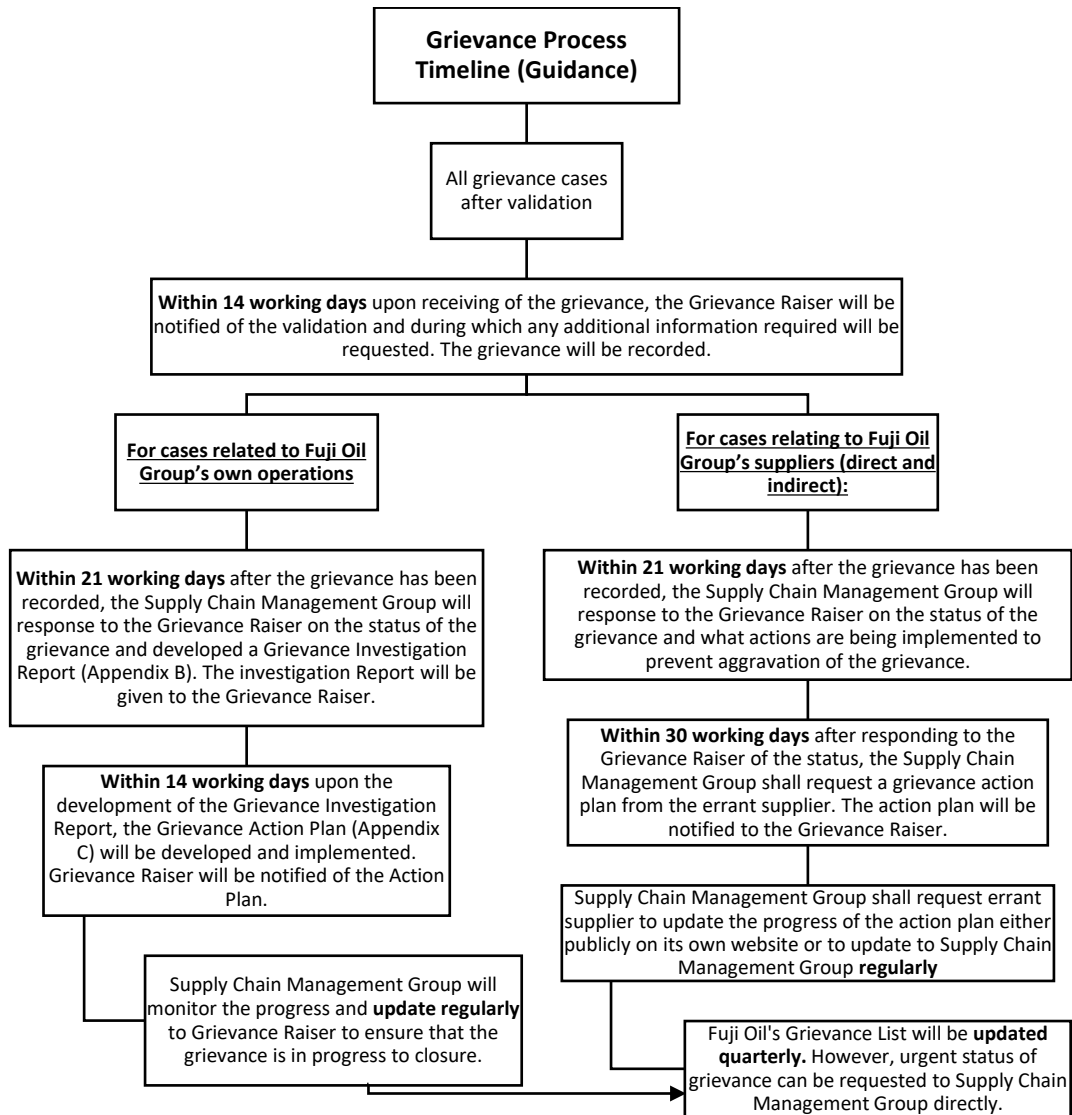 Grievance Process
Timeline (Guidance)
All grievance cases
after validation
Within 14 working days upon receiving of the grievance, the Grievance Raiser will be
notified of the validation and during which any additional information required will be
requested. The grievance will be recorded.
For cases related to Fuji Oil
Group's own operations
Within 21 working days after the grievance has been
recorded, the Supply Chain Management Group will
response to the Grievance Raiser on the status of the
grievance and developed a Grievance Investigation
Report (Appendix B). The investigation Report will be
given to the Grievance Raiser.
Within 14 working days upon the
development of the Grievance Investigation
Report, the Grievance Action Plan (Appendix
C) will be developed and implemented.
Grievance Raiser will be notified of the Action
Plan.
Supply Chain Management Group will
monitor the progress and update regularly
to Grievance Raiser to ensure that the
grievance is in progress to closure.
For cases relating to Fuji Oil
Group's suppliers (direct and
indirect):
Within 21 working days after the grievance has been
recorded, the Supply Chain Management Group will
response to the Grievance Raiser on the status of the
grievance and what actions are being implemented to
prevent aggravation of the grievance.
Within 30 working days after responding to the
Grievance Raiser of the status, the Supply Chain
Management Group shall request a grievance action
plan from the errant supplier. The action plan will be
notified to the Grievance Raiser.
Supply Chain Management Group shall request errant
supplier to update the progress of the action plan either
publicly on its own website or to update to Supply Chain
Management Group regularly
Fuji Oil's Grievance List will be updated
quarterly. However, urgent status of
grievance can be requested to Supply Chain
Management Group directly.